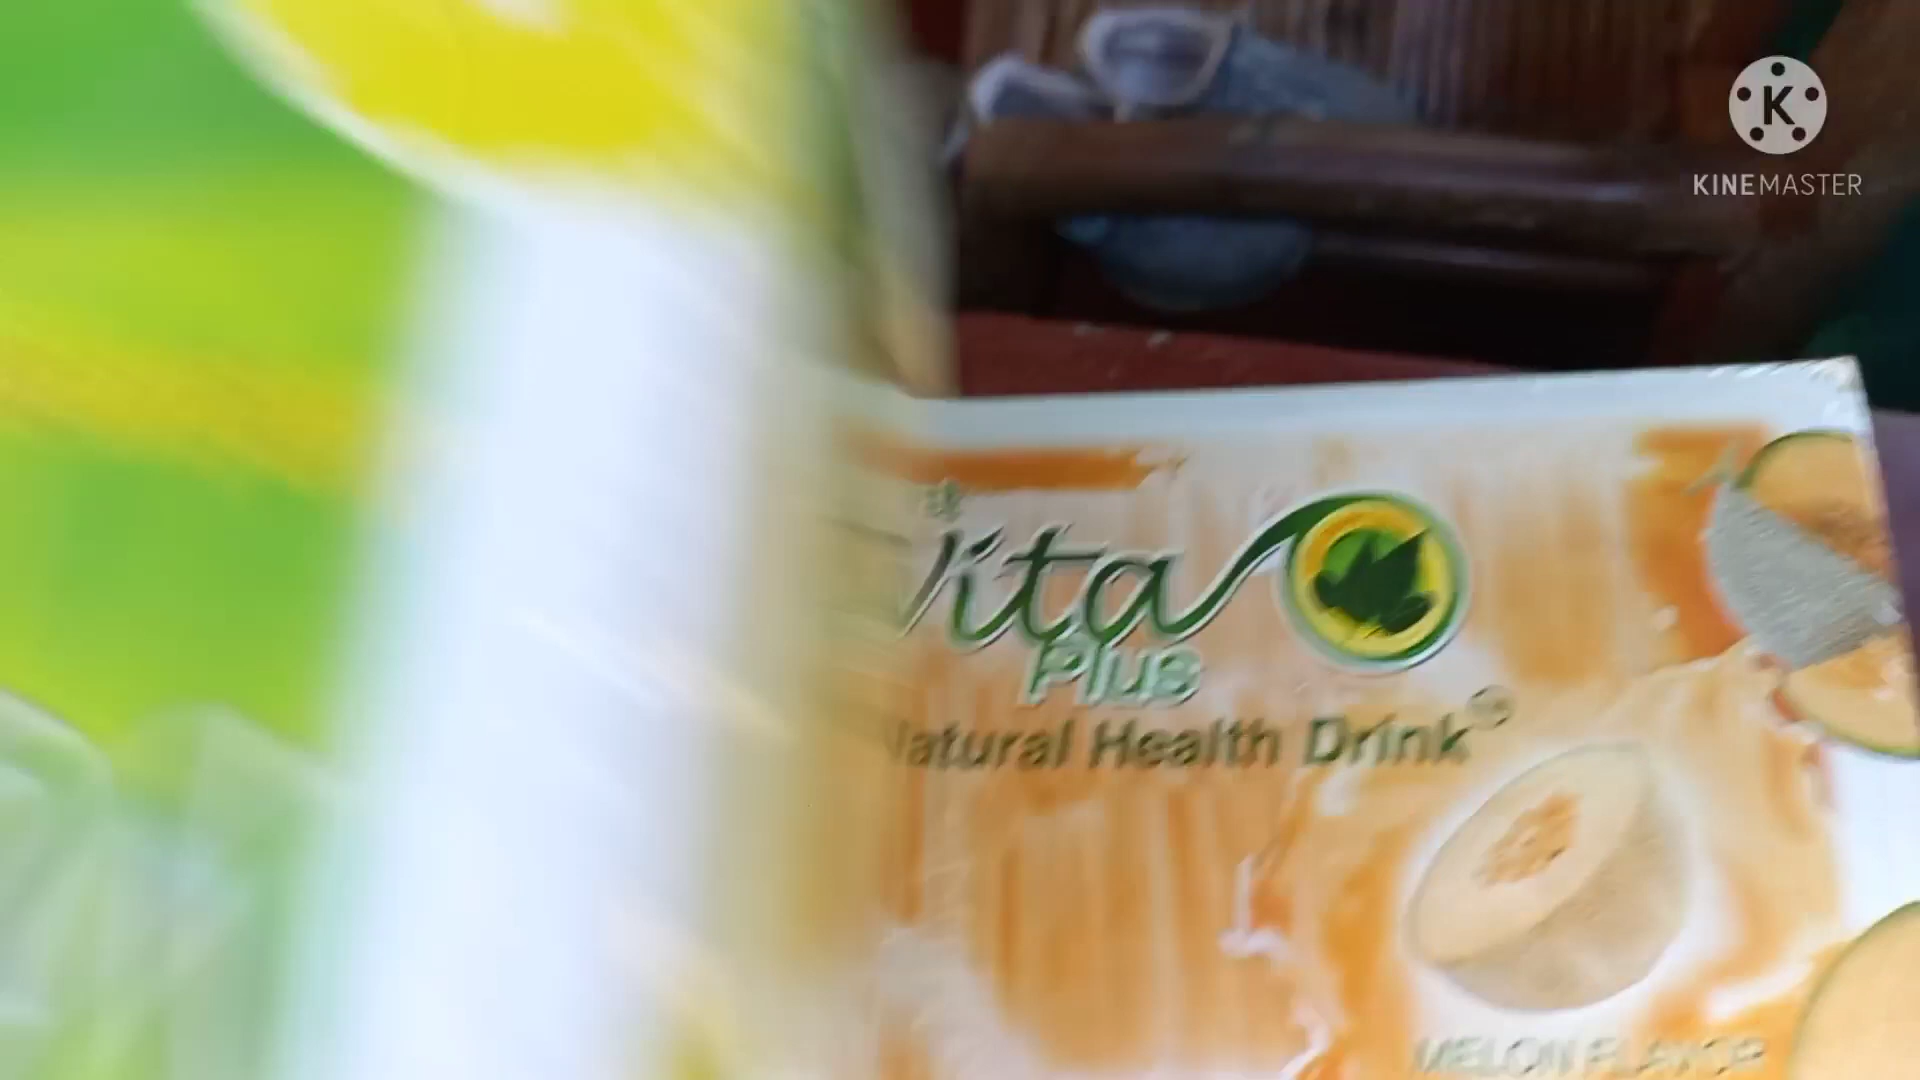 K
KINEMASTER
Vita
Plus
Natural Health Drink
MELON FLAVOR